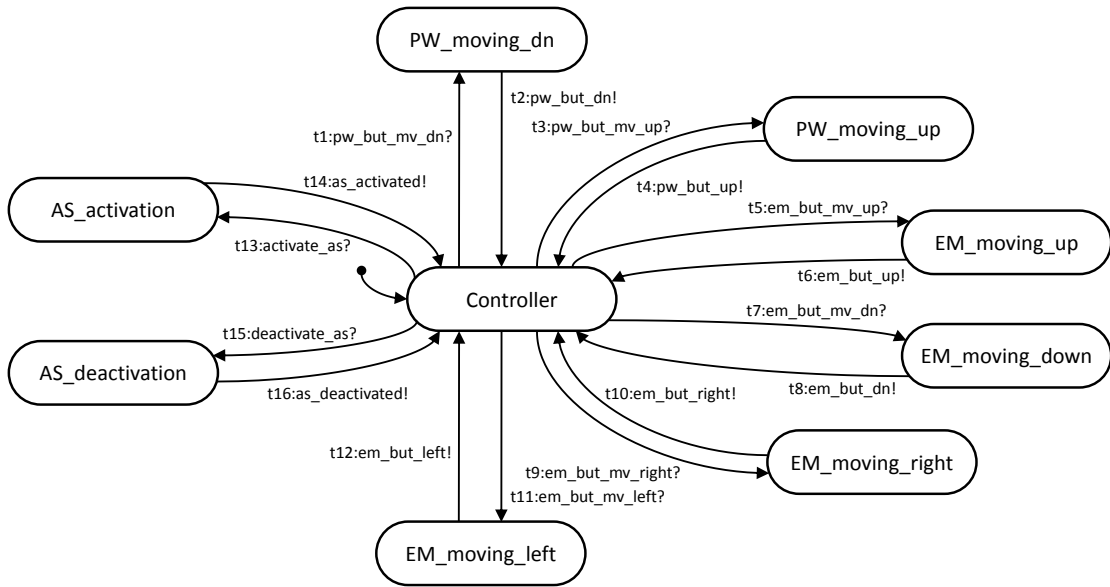 PW_moving_dn
t2:pw_but_dn!
t3:pw_but_mv_up?
PW_moving_up
t1:pw_but_mv_dn?
t4:pw_but_up!
t14:as_activated!
AS_activation
t5:em_but_mv_up?
EM_moving_up
t13:activate_as?
t6:em_but_up!
Controller
t7:em_but_mv_dn?
t15:deactivate_as?
EM_moving_down
AS_deactivation
t8:em_but_dn!
t16:as_deactivated!
t10:em_but_right!
t12:em_but_left!
EM_moving_right
t9:em_but_mv_right?
t11:em_but_mv_left?
EM_moving_left